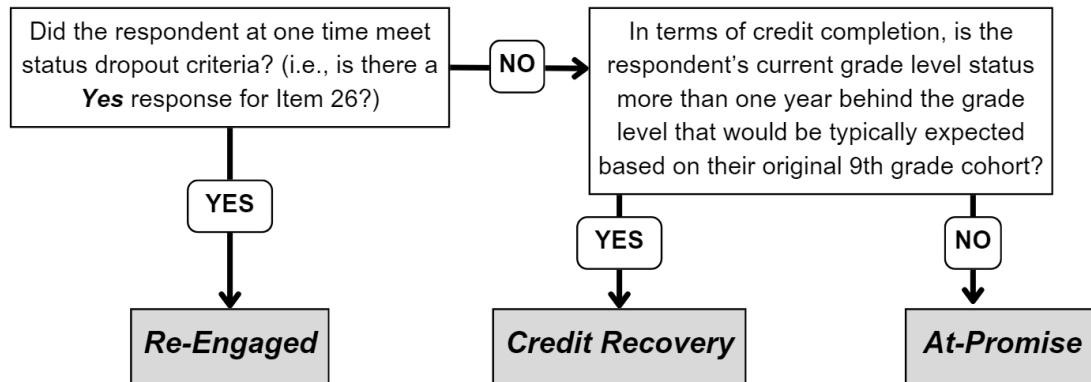 Did the respondent at one time meet
status dropout criteria? (i.e., is there a
Yes response for Item 26?)
NO
In terms of credit completion, is the
respondent’s current grade level status
more than one year behind the grade
level that would be typically expected
based on their original 9th grade cohort?
YES
YES
NO
Re-Engaged
Credit Recovery
At-Promise